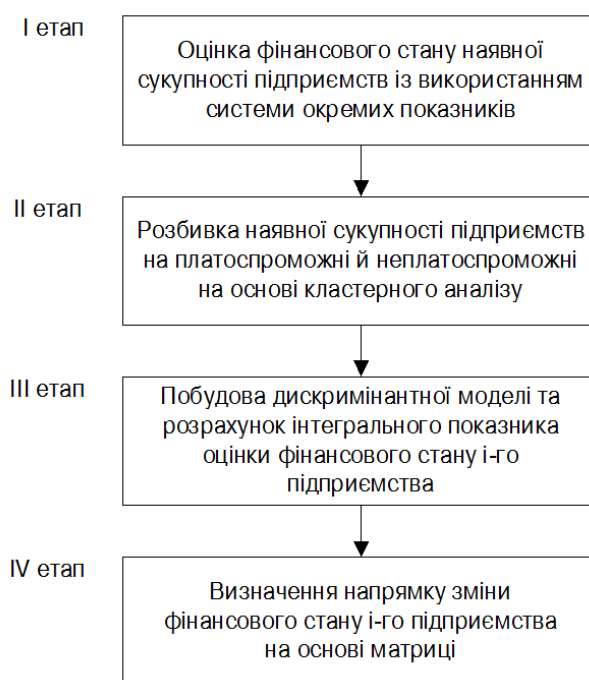 І етап
Оцінка фінансового стану наявної
сукупності підприємств із використанням
системи окремих показників
ІІ етап
Розбивка наявної сукупності підприємств
на платоспроможні й неплатоспроможні
на основі кластерного аналізу
ІІІ етап
Побудова дискримінантної моделі та
розрахунок інтегрального показника
оцінки фінансового стану і-го
підприємства
IV етап
Визначення напрямку зміни
фінансового стану і-го підприємства
на основі матриці